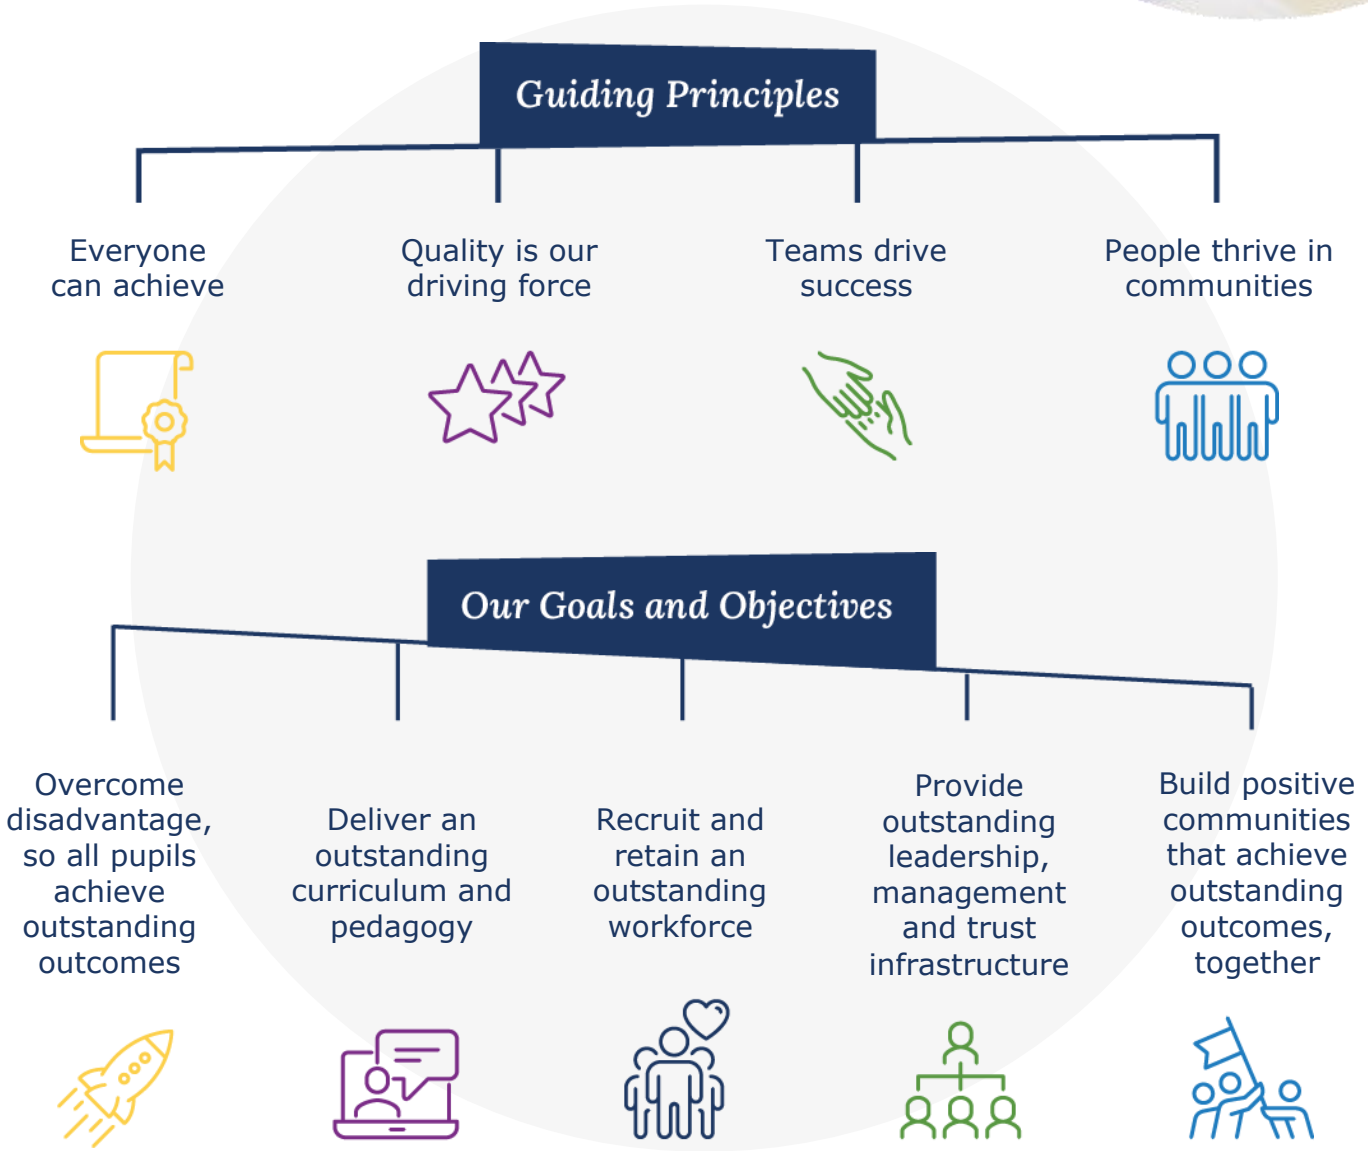 Guiding Principles
Everyone
can achieve
Quality is our
driving force
Teams drive
success
People thrive in
communities
Our Goals and Objectives
Overcome
disadvantage,
so all pupils
achieve
outstanding
outcomes
Deliver an
outstanding
curriculum and
pedagogy
Recruit and
retain an
outstanding
workforce
Provide
outstanding
leadership,
management
and trust
infrastructure
Build positive
communities
that achieve
outstanding
outcomes,
together